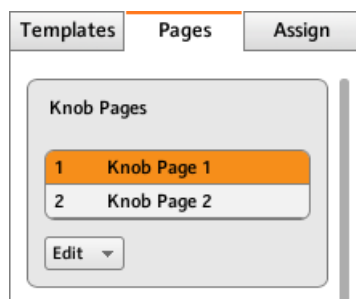 Templates Pages Assign
Knob Pages
1 Knob Page 1
2 Knob Page 2
Edit